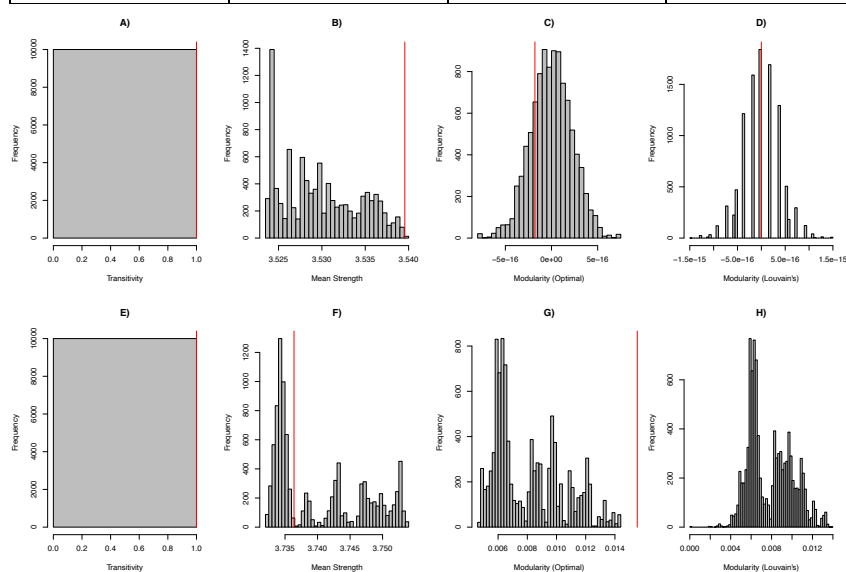 A)
Frequency
0 2000 4000 6000 8000 10000
0.0 0.2 0.4 0.6 0.8 1.0
Transitivity
B)
Frequency
0 200 400 600 800 1000 1200 1400
3.525 3.530 3.535 3.540
Mean Strength
C)
Frequency
0 200 400 600 800
−5e−16 0e+00 5e−16
Modularity (Optimal)
D)
Frequency
0 500 1000 1500
−1.5e−15 −5.0e−16 5.0e−16 1.5e−15
Modularity (Louvain's)
E)
Frequency
0 2000 4000 6000 8000 10000
0.0 0.2 0.4 0.6 0.8 1.0
Transitivity
F)
Frequency
0 200 400 600 800 1000 1200
3.735 3.740 3.745 3.750
Mean Strength
G)
Frequency
0 200 400 600 800
0.006 0.008 0.010 0.012 0.014
Modularity (Optimal)
H)
Frequency
0 200 400 600
0.000 0.004 0.008 0.012
Modularity (Louvain's)